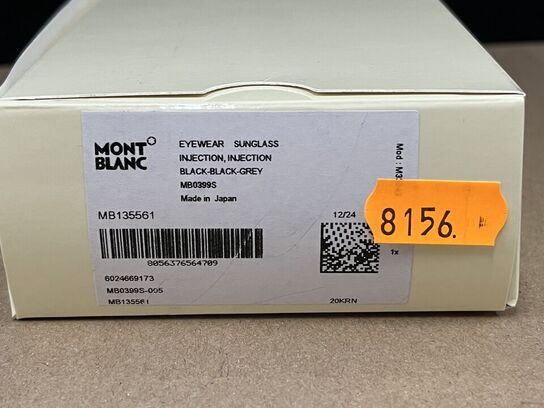 MONT
BLANC
EYEWEAR SUNGLASS
INJECTION, INJECTION
BLACK-BLACK-GREY
MB0399S
Made in Japan
MB135561
8056376564709
6024669173
MB0399S-005
MB135561
12/24
1x
20KRN
Mod :
8156.